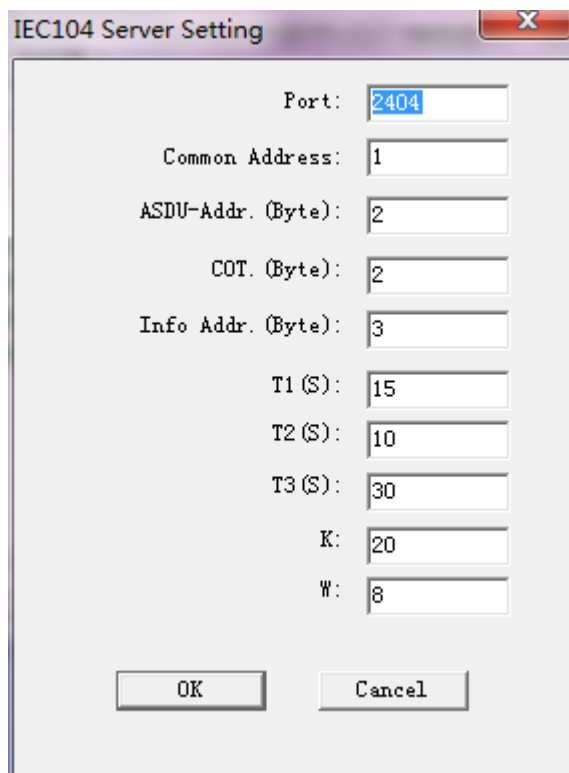 IEC104 Server Setting
Port: 2404
Common Address: 1
ASDU-Addr. (Byte): 2
COT. (Byte): 2
Info Addr. (Byte): 3
T1(S): 15
T2(S): 10
T3(S): 30
K: 20
W: 8
OK Cancel